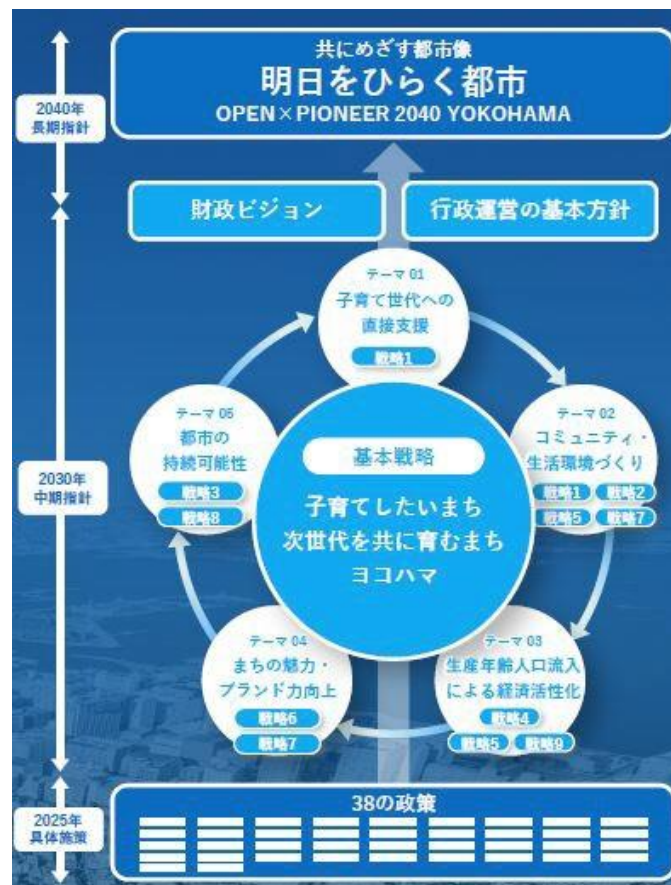 共にめざす都市像
明日をひらく都市
OPEN×PIONEER 2040 YOKOHAMA
2040年
長期指針
財政ビジョン
行政運営の基本方針
テーマ 01
子育て世代への
直接支援
戦略1
テーマ 05
都市の
持続可能性
戦略3
戦略8
テーマ 02
コミュニティ・
生活環境づくり
戦略1 戦略2
戦略5 戦略7
2030年
中期指針
基本戦略
子育てしたいまち
次世代を共に育むまち
ヨコハマ
テーマ 04
まちの魅力・
ブランド力向上
戦略6
戦略7
テーマ 03
生産年齢人口流入
による経済活性化
戦略4
戦略5 戦略9
2025年
具体施策
38の政策